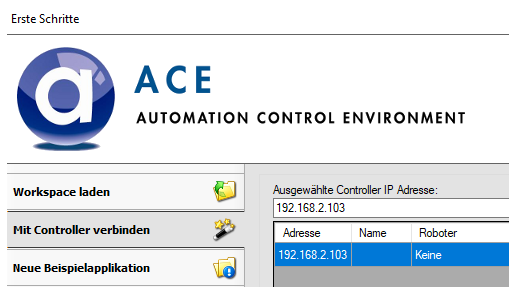 Erste Schritte
a
ACE
AUTOMATION CONTROL ENVIRONMENT
Workspace laden
Mit Controller verbinden
Neue Beispielapplikation
Ausgewählte Controller IP Adresse:
192.168.2.103
Adresse Name Roboter
192.168.2.103 Keine